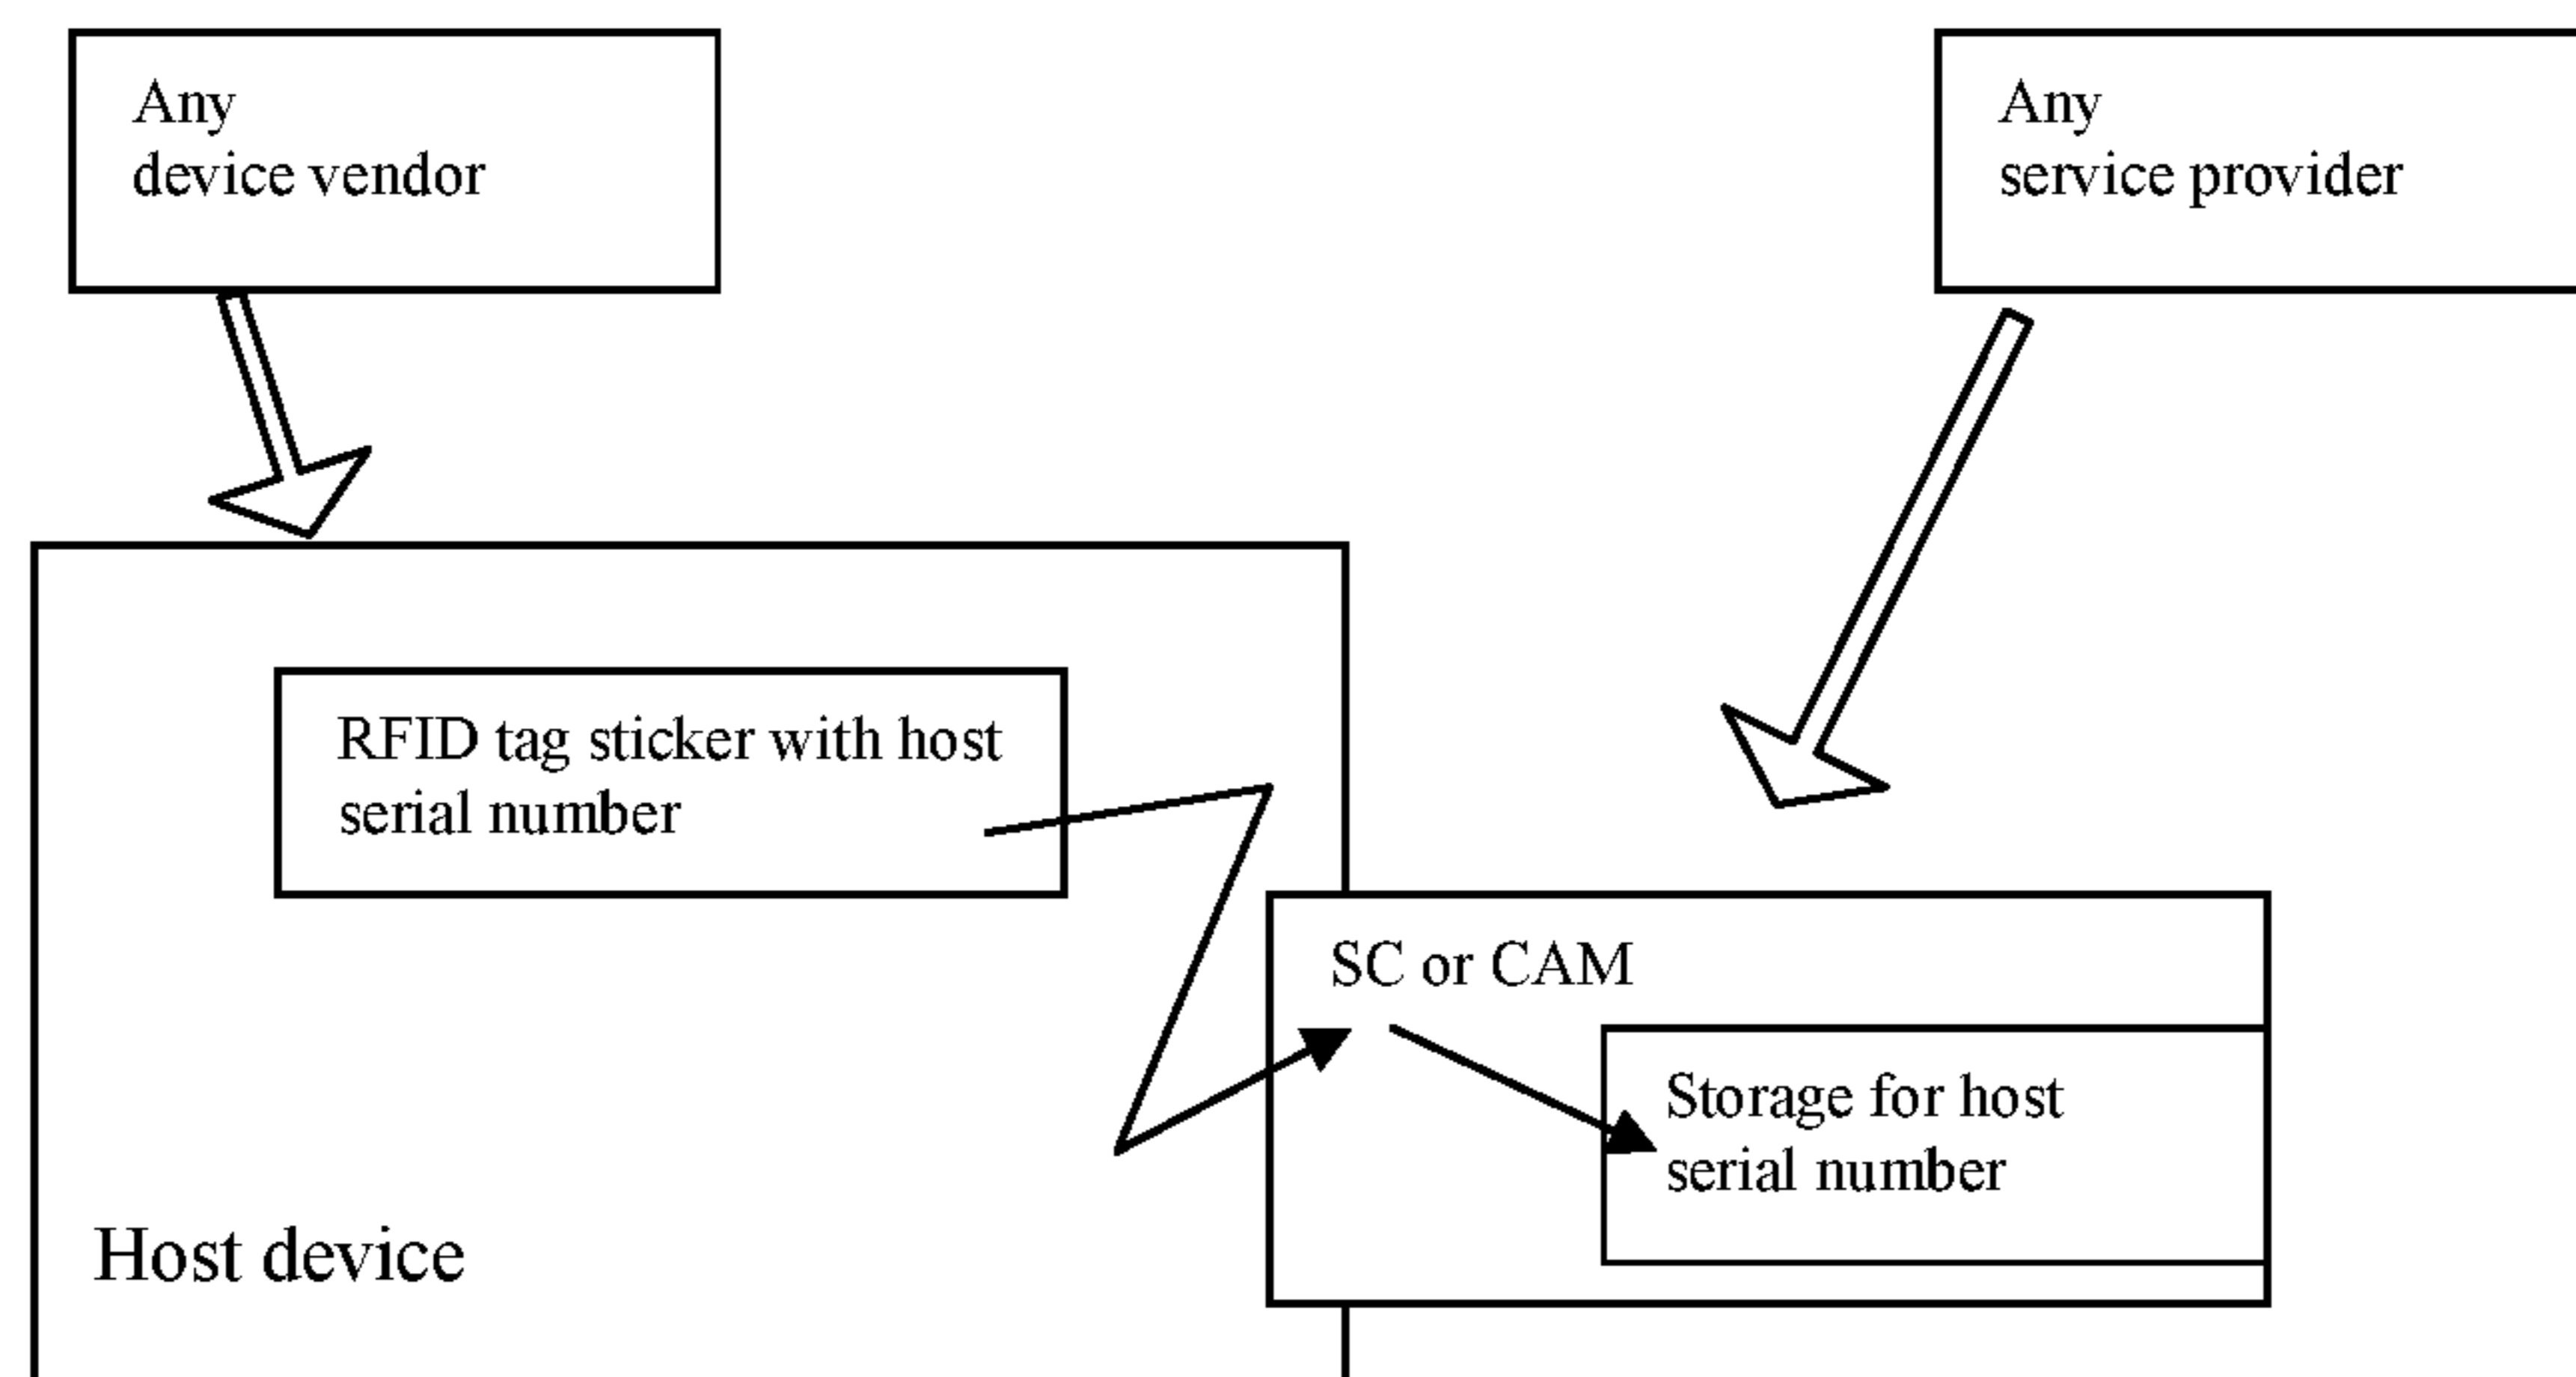 Any
device vendor
Any
service provider
RFID tag sticker with host
serial number
SC or CAM
Storage for host
serial number
Host device